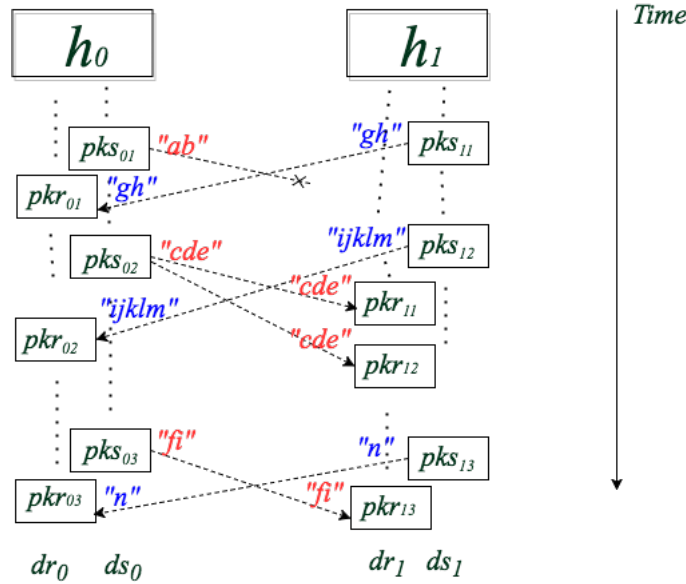 h0 h1 Time
pks01 "ab" "gh" pks11
pkr01 "gh"
pks02 "cde" "ijklm" pks12
"ijklm" "cde" pkr11
pkr02 "cde" pkr12
pks03 "fi" "n" pks13
pkr03 "n" "fi" pkr13
dr0 ds0 dr1 ds1